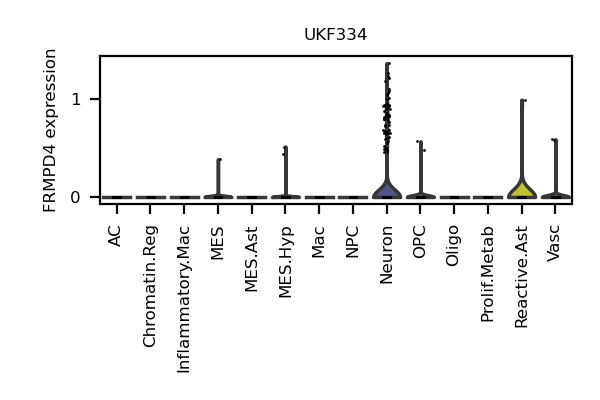 UKF334
FRMPD4 expression
1
0
AC
Chromatin.Reg
Inflammatory.Mac
MES
MES.Ast
MES.Hyp
Mac
NPC
Neuron
OPC
Oligo
Prolif.Metab
Reactive.Ast
Vasc